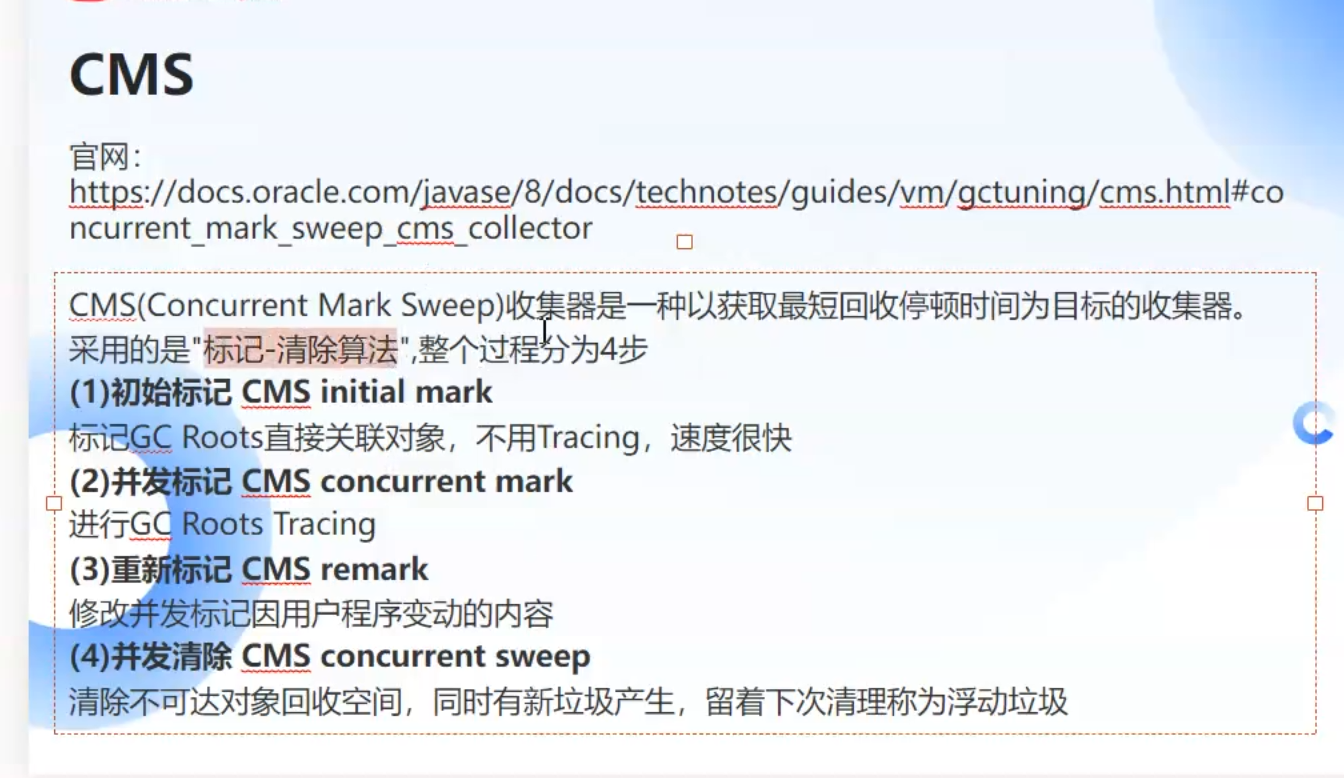 CMS
官网：
https://docs.oracle.com/javase/8/docs/technotes/guides/vm/gctuning/cms.html#co
ncurrent_mark_sweep_cms_collector
CMS(Concurrent Mark Sweep)收集器是一种以获取最短回收停顿时间为目标的收集器。
采用的是"标记-清除算法",整个过程分为4步
(1)初始标记 CMS initial mark
标记GC Roots直接关联对象，不用Tracing，速度很快
(2)并发标记 CMS concurrent mark
进行GC Roots Tracing
(3)重新标记 CMS remark
修改并发标记因用户程序变动的内容
(4)并发清除 CMS concurrent sweep
清除不可达对象回收空间，同时有新垃圾产生，留着下次清理称为浮动垃圾